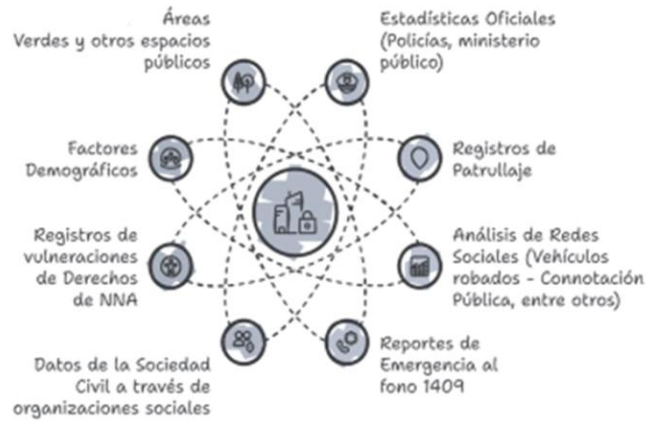 Áreas
Verdes y otros espacios
públicos
Estadísticas Oficiales
(Policías, ministerio
público)
Factores
Demográficos
Registros de
Patrullaje
Registros de
vulneraciones
de Derechos
de NNA
Análisis de Redes
Sociales (Vehículos
robados - Connotación
Pública, entre otros)
Datos de la Sociedad
Civil a través de
organizaciones sociales
Reportes de
Emergencia al
fono 1409